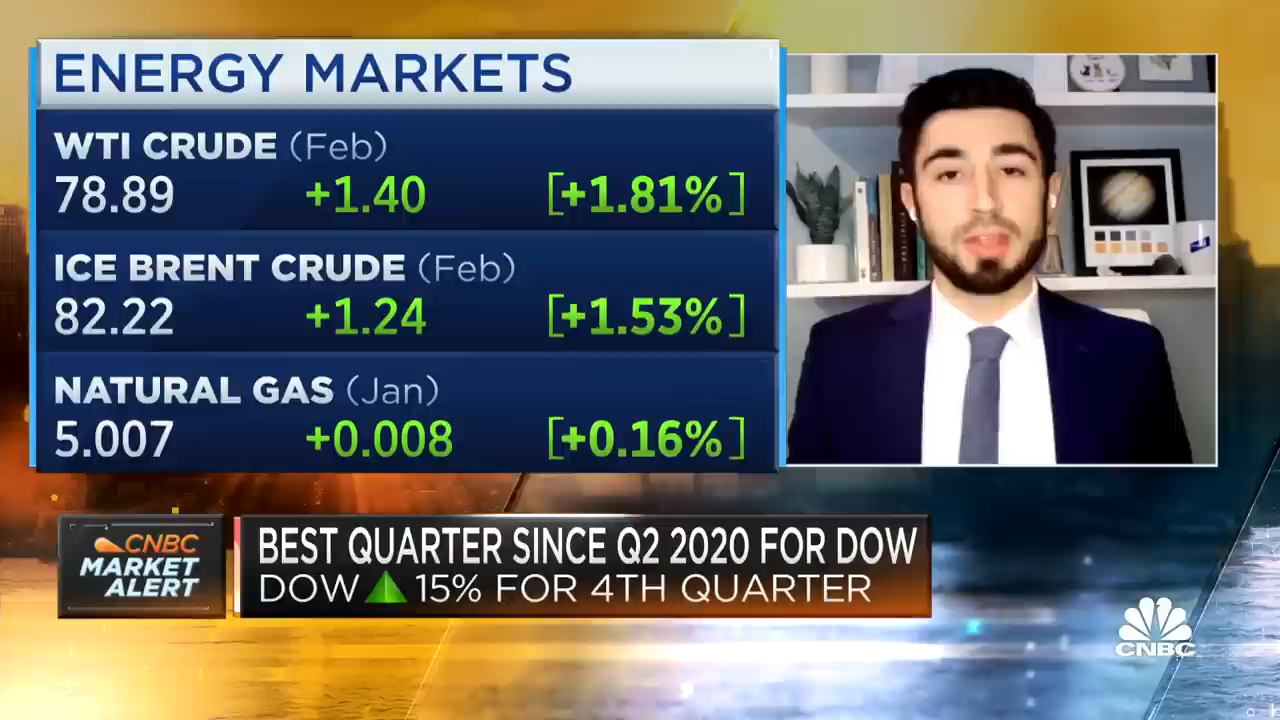 ENERGY MARKETS
WTI CRUDE (Feb)
78.89 +1.40 [+1.81%]
ICE BRENT CRUDE (Feb)
82.22 +1.24 [+1.53%]
NATURAL GAS (Jan)
5.007 +0.008 [+0.16%]
CNBC
MARKET
ALERT
BEST QUARTER SINCE Q2 2020 FOR DOW
DOW ▲ 15% FOR 4TH QUARTER
CNBC